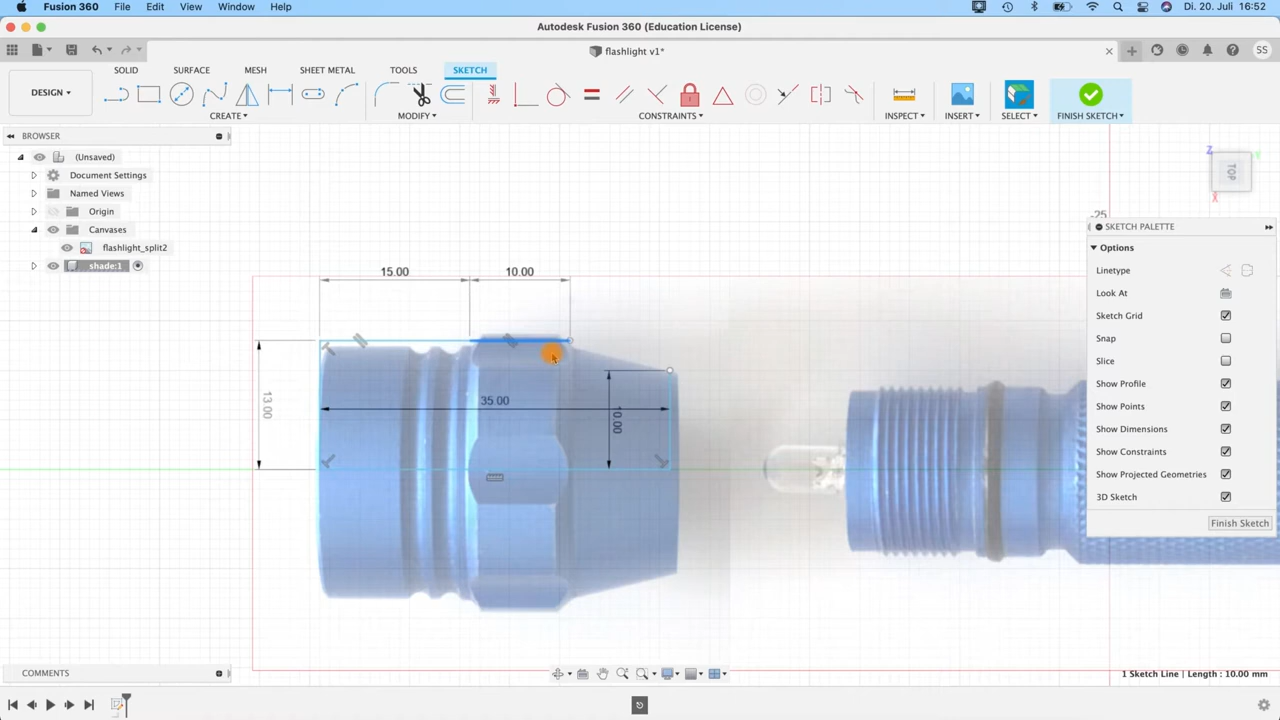 Fusion 360 File Edit View Window Help
Di. 20. Juli 16:52
Autodesk Fusion 360 (Education License)
flashlight v1*
SS
DESIGN
SOLID SURFACE MESH SHEET METAL TOOLS SKETCH
CREATE MODIFY CONSTRAINTS INSPECT INSERT SELECT FINISH SKETCH
BROWSER
(Unsaved)
Document Settings
Named Views
Origin
Canvases
flashlight_split2
shade:1
Z
Y
TOP
X
-25
15.00
10.00
13.00
35.00
10.00
SKETCH PALETTE
Options
Linetype
Look At
Sketch Grid
Snap
Slice
Show Profile
Show Points
Show Dimensions
Show Constraints
Show Projected Geometries
3D Sketch
Finish Sketch
COMMENTS
1 Sketch Line | Length : 10.00 mm